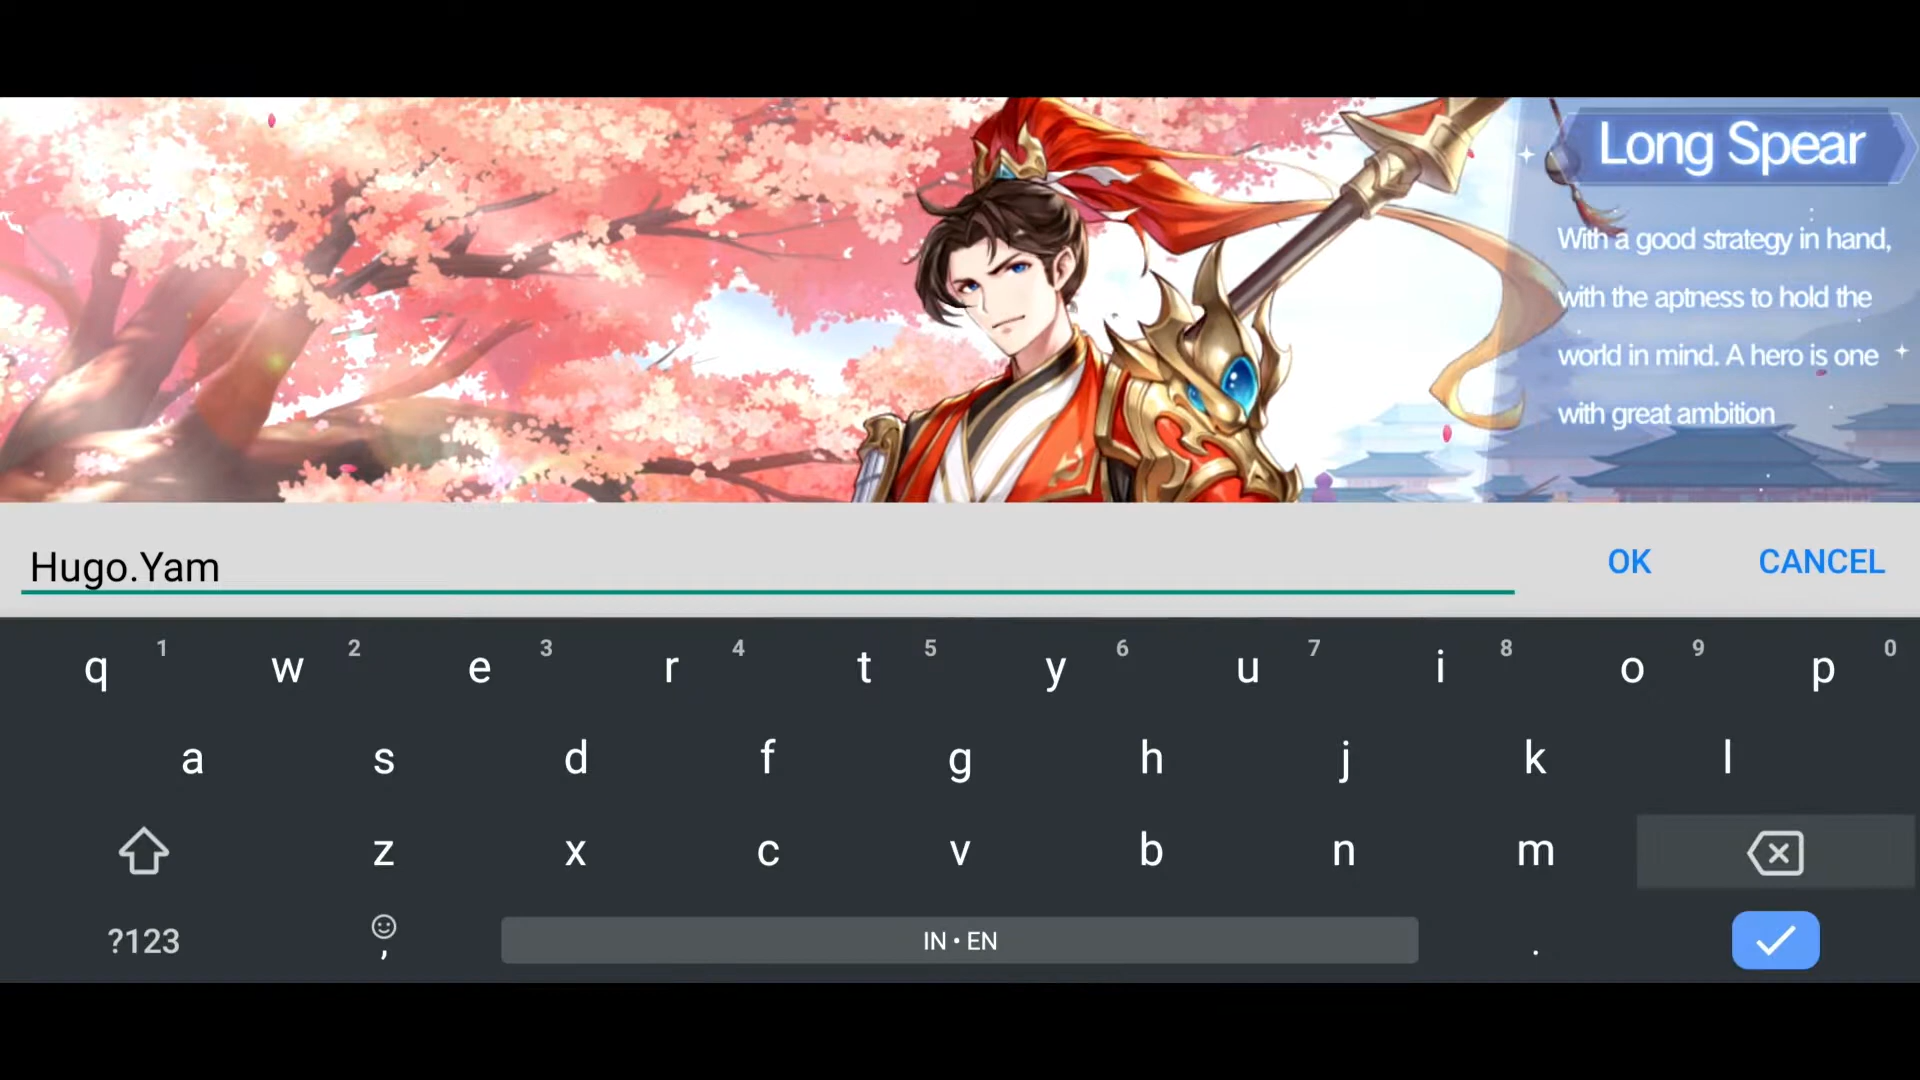 Long Spear
With a good strategy in hand,
with the aptness to hold the
world in mind. A hero is one
with great ambition
Hugo.Yam
OK
CANCEL
q 1 w 2 e 3 r 4 t 5 y 6 u 7 i 8 o 9 p 0
a s d f g h j k l
z x c v b n m
?123 , IN • EN .